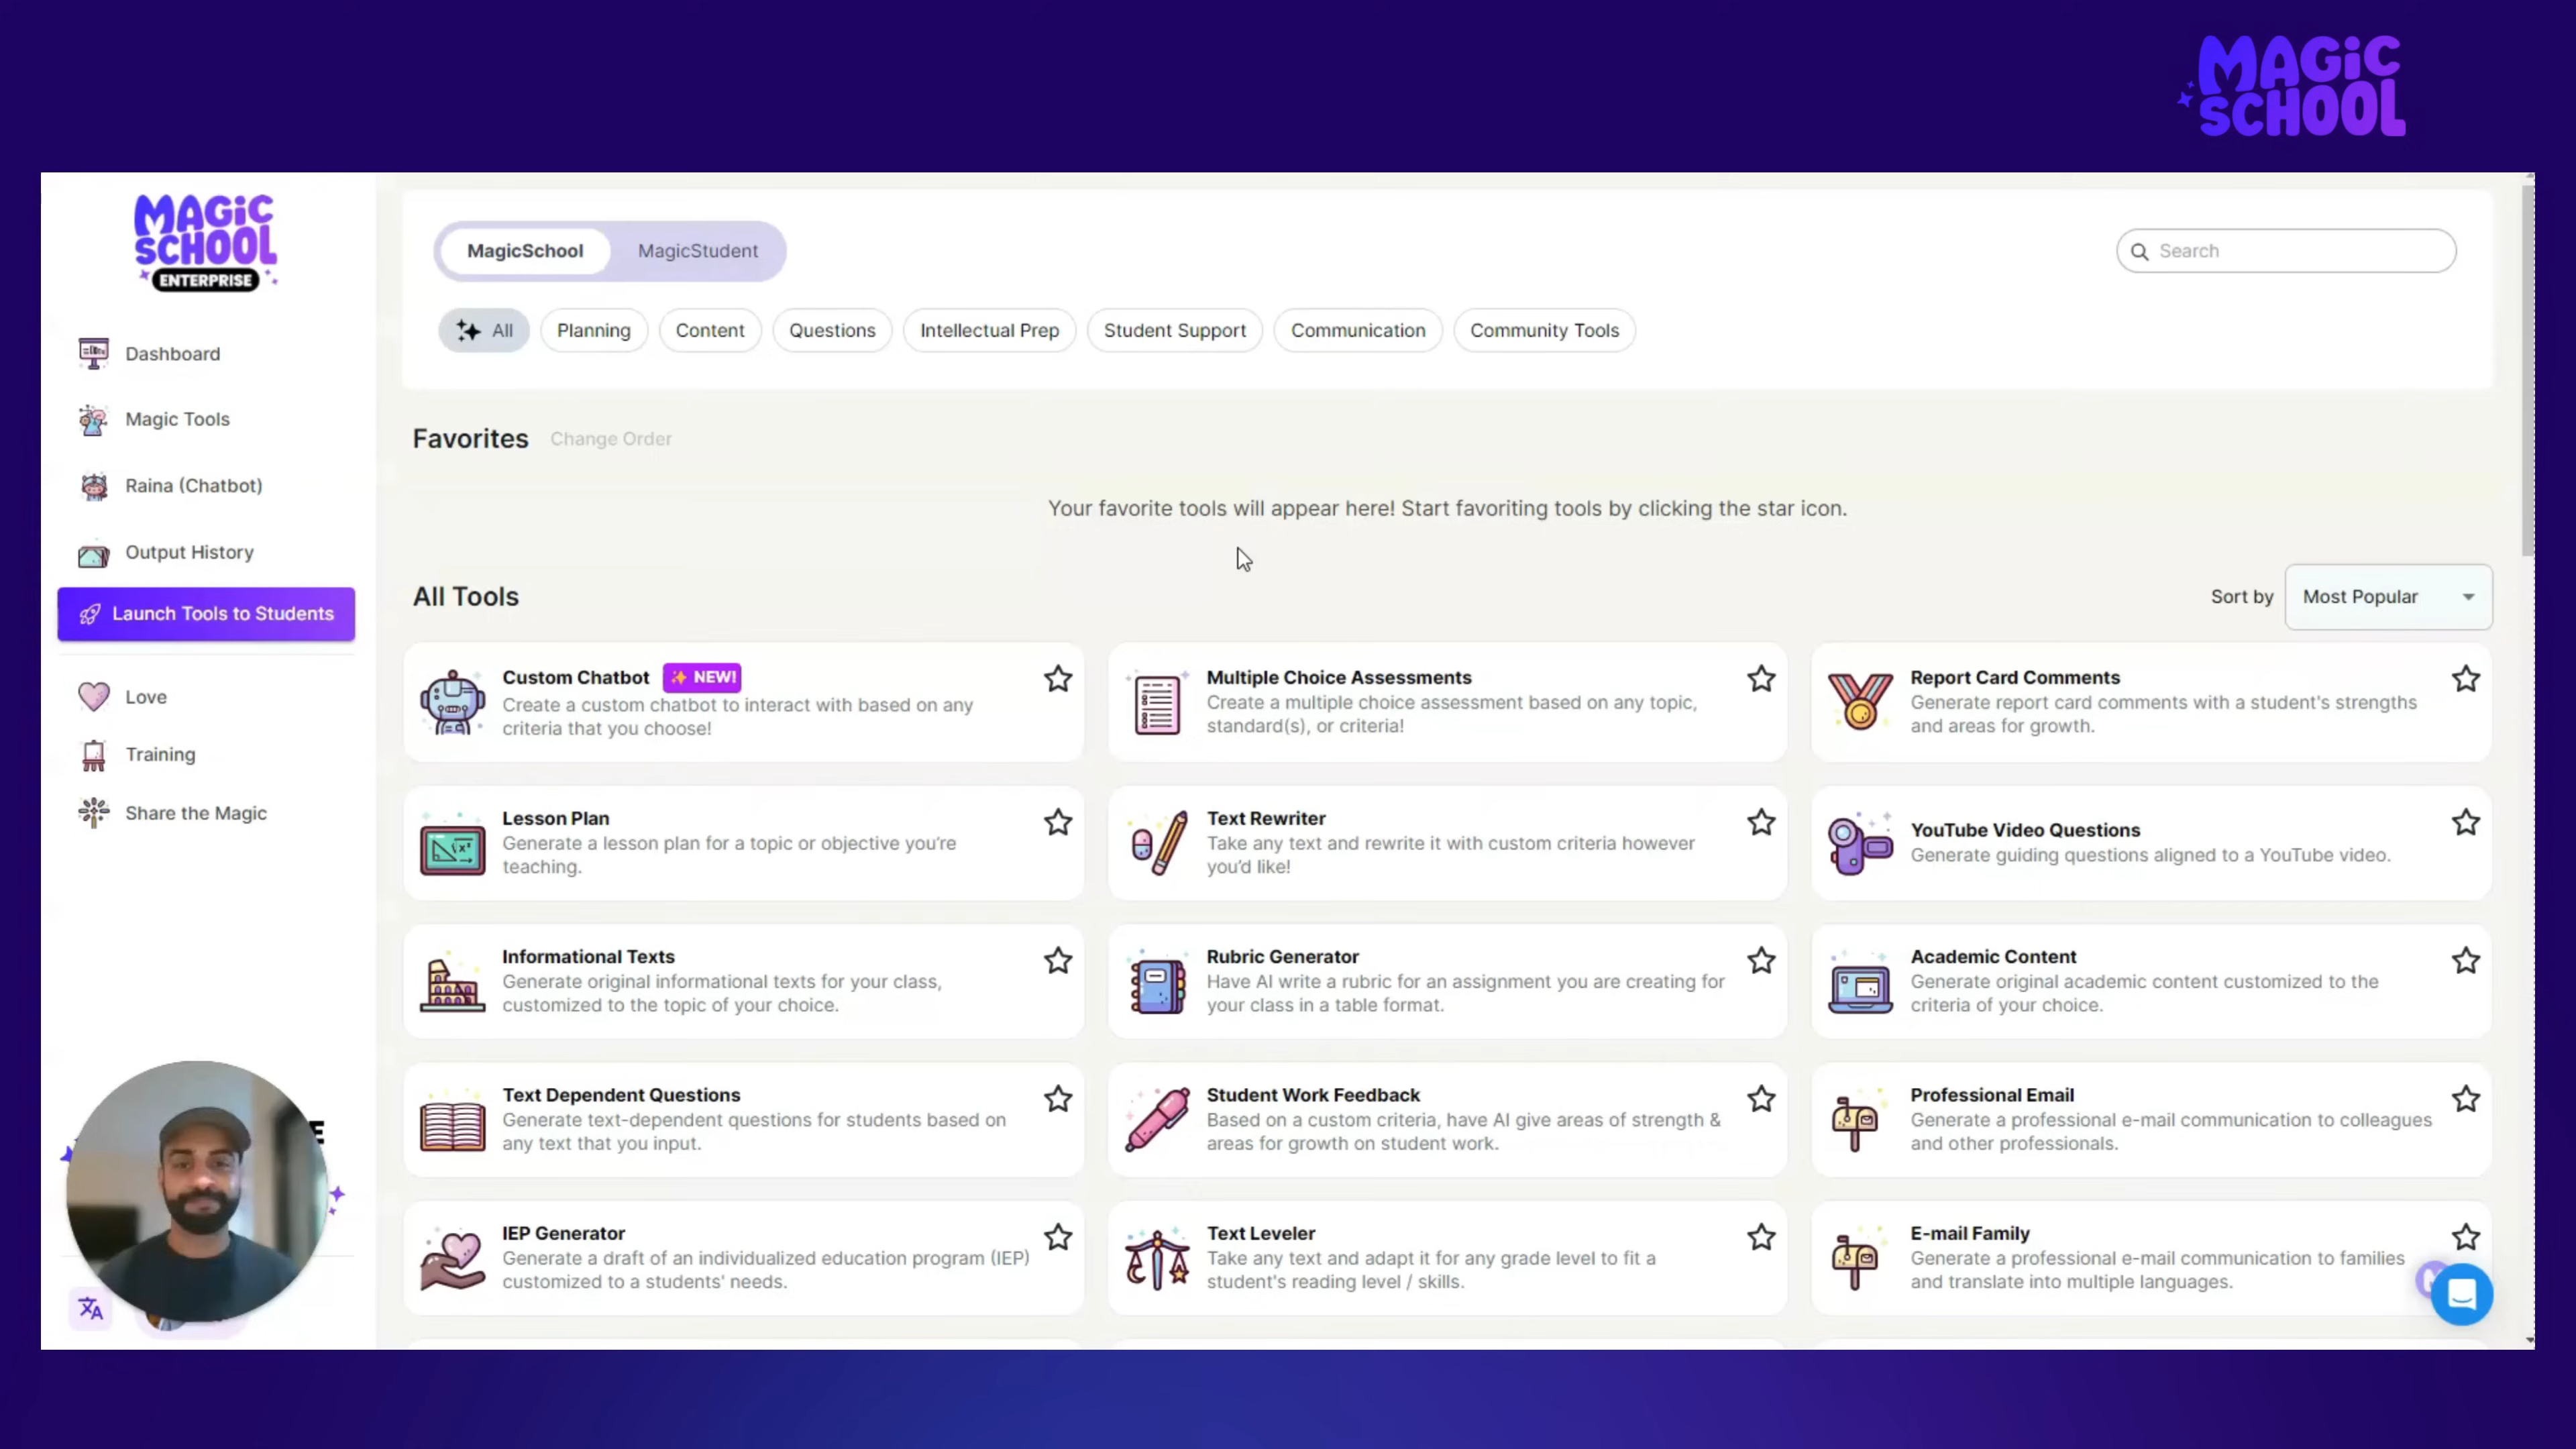 MAGiC
SCHOOL
MAGiC
SCHOOL
ENTERPRISE
Dashboard
Magic Tools
Raina (Chatbot)
Output History
Launch Tools to Students
Love
Training
Share the Magic
E
MagicSchool
MagicStudent
Search
All
Planning
Content
Questions
Intellectual Prep
Student Support
Communication
Community Tools
Favorites
Change Order
Your favorite tools will appear here! Start favoriting tools by clicking the star icon.
All Tools
Sort by
Most Popular
Custom Chatbot
NEW!
Create a custom chatbot to interact with based on any
criteria that you choose!
Multiple Choice Assessments
Create a multiple choice assessment based on any topic,
standard(s), or criteria!
Report Card Comments
Generate report card comments with a student's strengths
and areas for growth.
Lesson Plan
Generate a lesson plan for a topic or objective you're
teaching.
Text Rewriter
Take any text and rewrite it with custom criteria however
you'd like!
YouTube Video Questions
Generate guiding questions aligned to a YouTube video.
Informational Texts
Generate original informational texts for your class,
customized to the topic of your choice.
Rubric Generator
Have AI write a rubric for an assignment you are creating for
your class in a table format.
Academic Content
Generate original academic content customized to the
criteria of your choice.
Text Dependent Questions
Generate text-dependent questions for students based on
any text that you input.
Student Work Feedback
Based on a custom criteria, have AI give areas of strength &
areas for growth on student work.
Professional Email
Generate a professional e-mail communication to colleagues
and other professionals.
IEP Generator
Generate a draft of an individualized education program (IEP)
customized to a students' needs.
Text Leveler
Take any text and adapt it for any grade level to fit a
student's reading level / skills.
E-mail Family
Generate a professional e-mail communication to families
and translate into multiple languages.